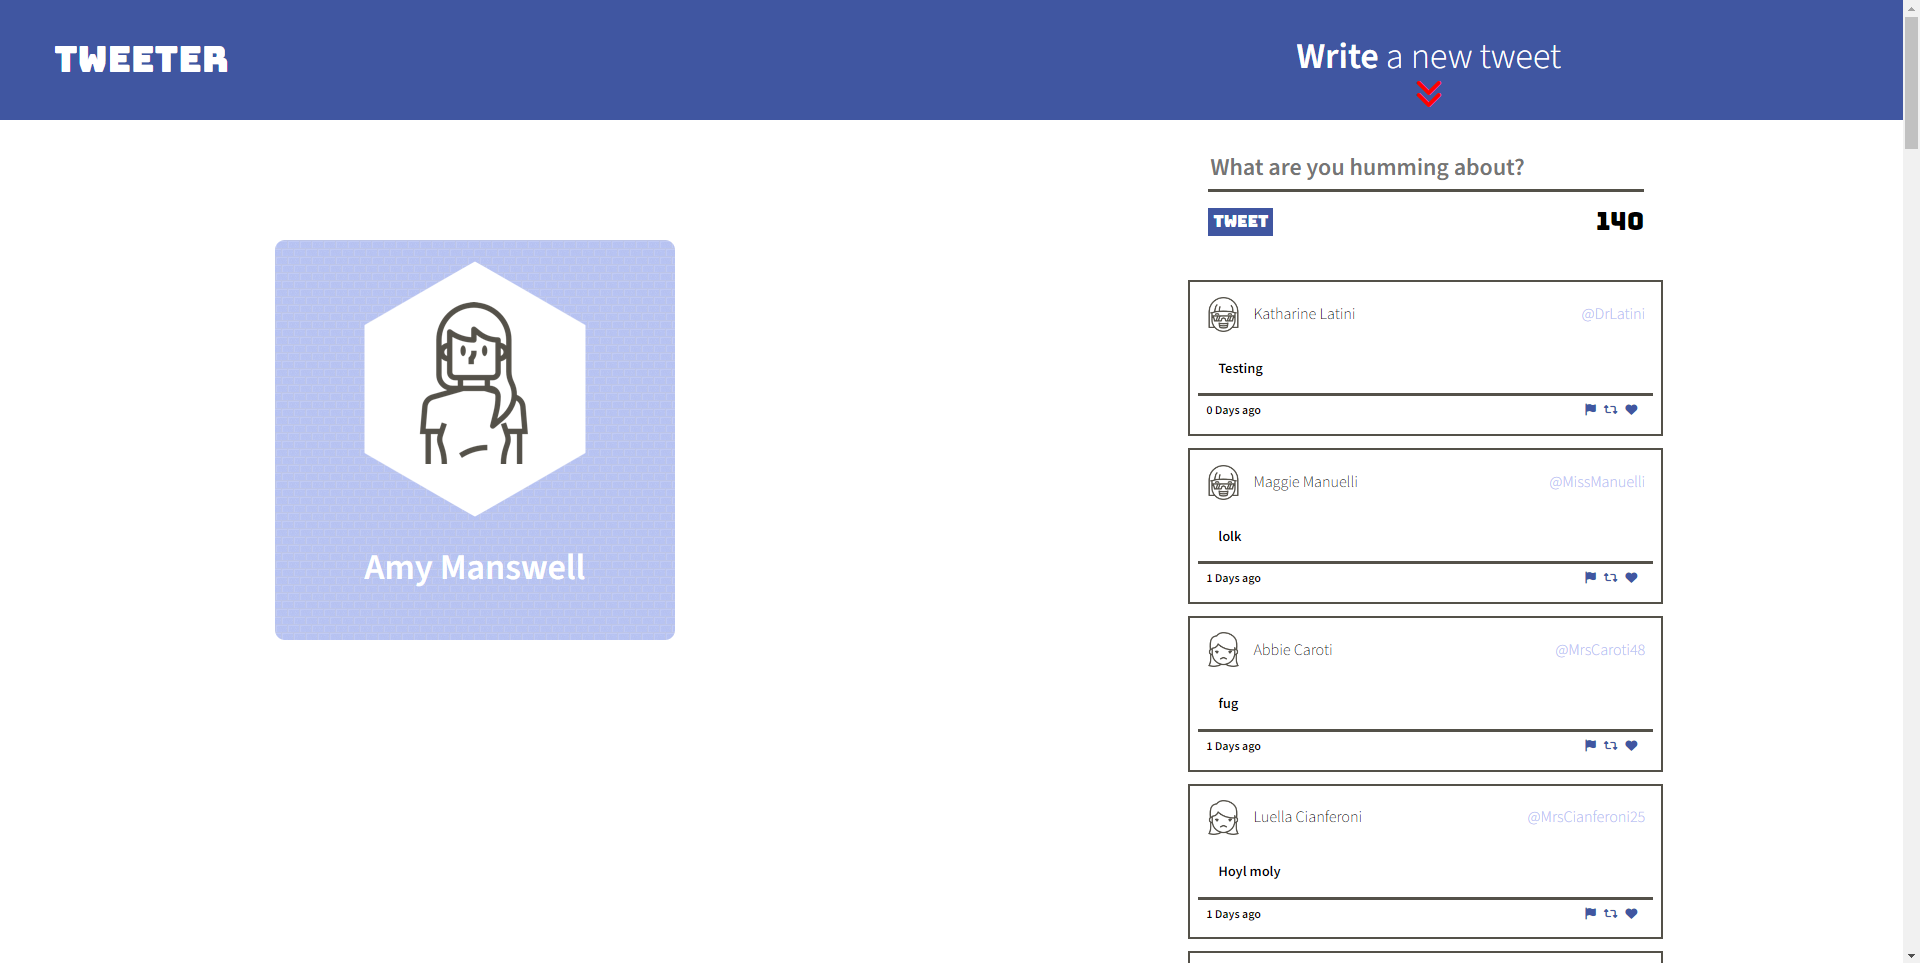 TWEETER
Write a new tweet
What are you humming about?
TWEET
140
Amy Manswell
Katharine Latini
@DrLatini
Testing
0 Days ago
Maggie Manuelli
@MissManuelli
lolk
1 Days ago
Abbie Caroti
@MrsCaroti48
fug
1 Days ago
Luella Cianferoni
@MrsCianferoni25
Hoyl moly
1 Days ago